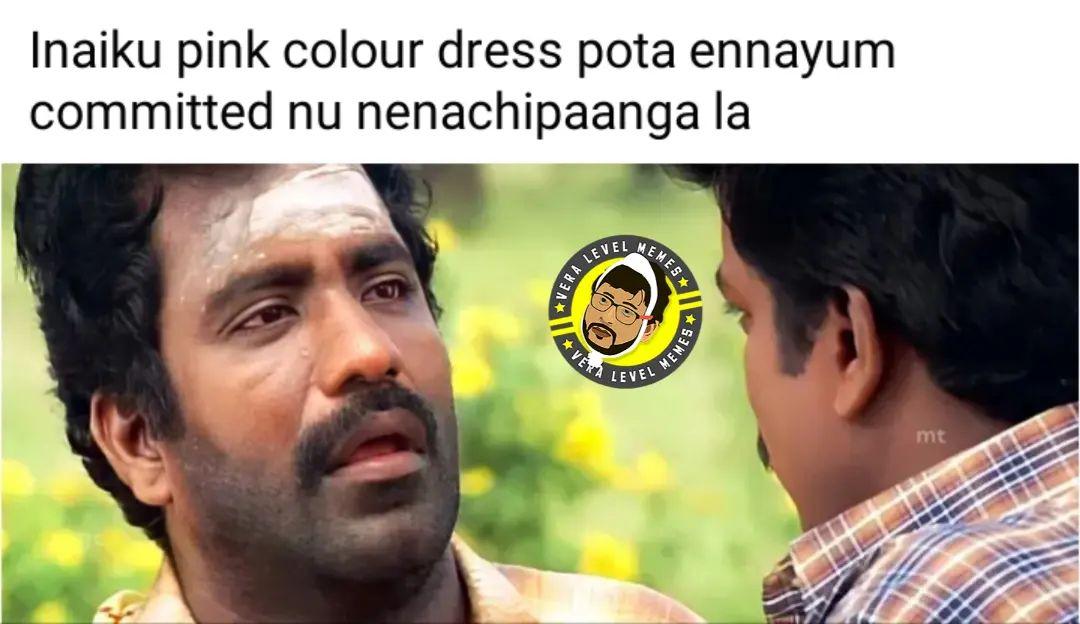 Inaiku pink colour dress pota ennayum
committed nu nenachipaanga la
VERA LEVEL MEMES
VERA LEVEL MEMES
mt